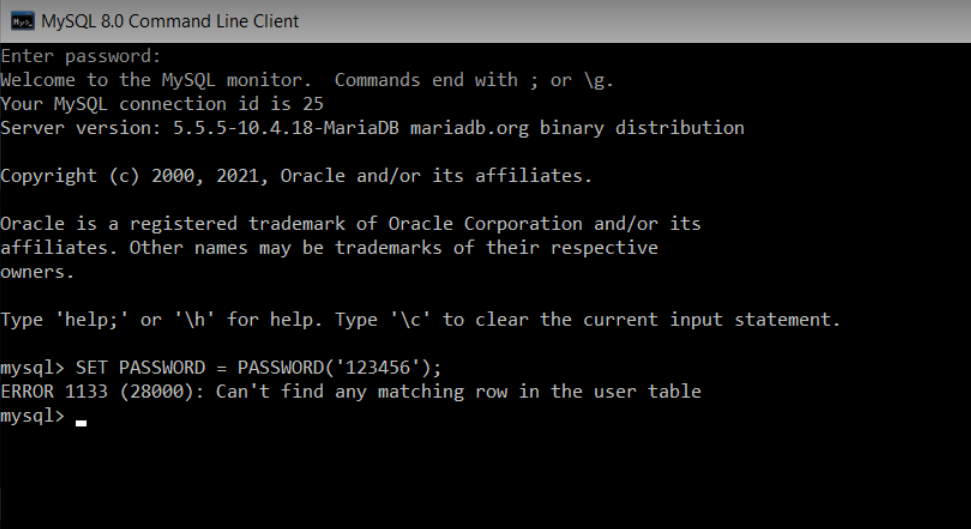 MySQL 8.0 Command Line Client
Enter password:
Welcome to the MySQL monitor.  Commands end with ; or \g.
Your MySQL connection id is 25
Server version: 5.5.5-10.4.18-MariaDB mariadb.org binary distribution
Copyright (c) 2000, 2021, Oracle and/or its affiliates.
Oracle is a registered trademark of Oracle Corporation and/or its
affiliates. Other names may be trademarks of their respective
owners.
Type 'help;' or '\h' for help. Type '\c' to clear the current input statement.
mysql> SET PASSWORD = PASSWORD('123456');
ERROR 1133 (28000): Can't find any matching row in the user table
mysql>